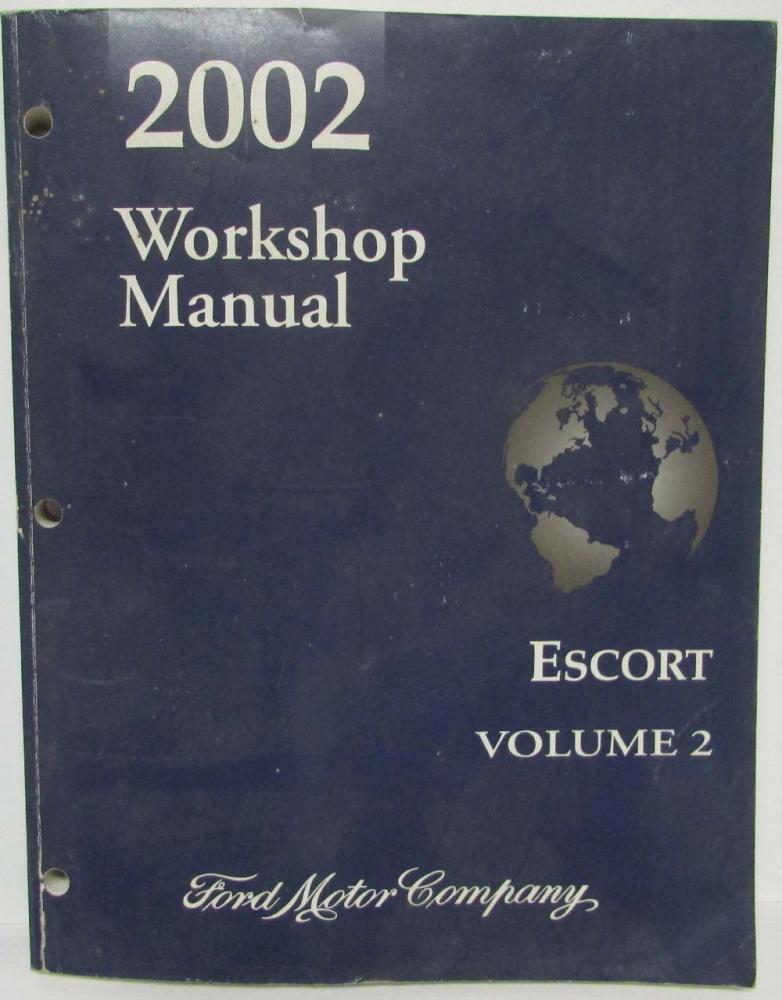 2002
Workshop
Manual
ESCORT
VOLUME 2
Ford Motor Company